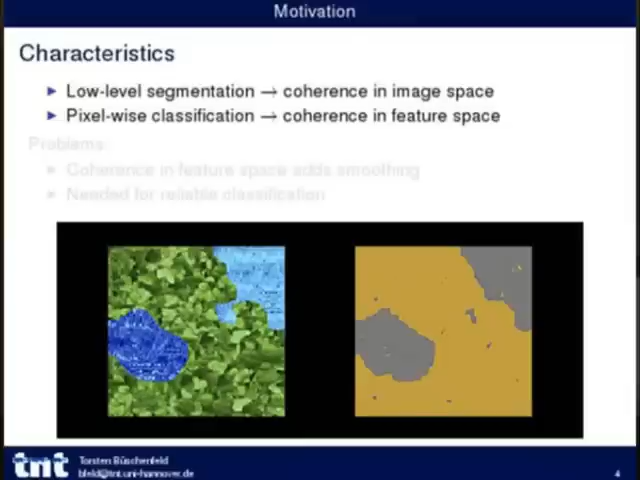 Motivation
Characteristics
Low-level segmentation → coherence in image space
Pixel-wise classification → coherence in feature space
Problems
Coherence in feature space adds smoothing
Needed for reliable classification
tnt
Torsten Büschenfeld
bfeld@tnt.uni-hannover.de
4